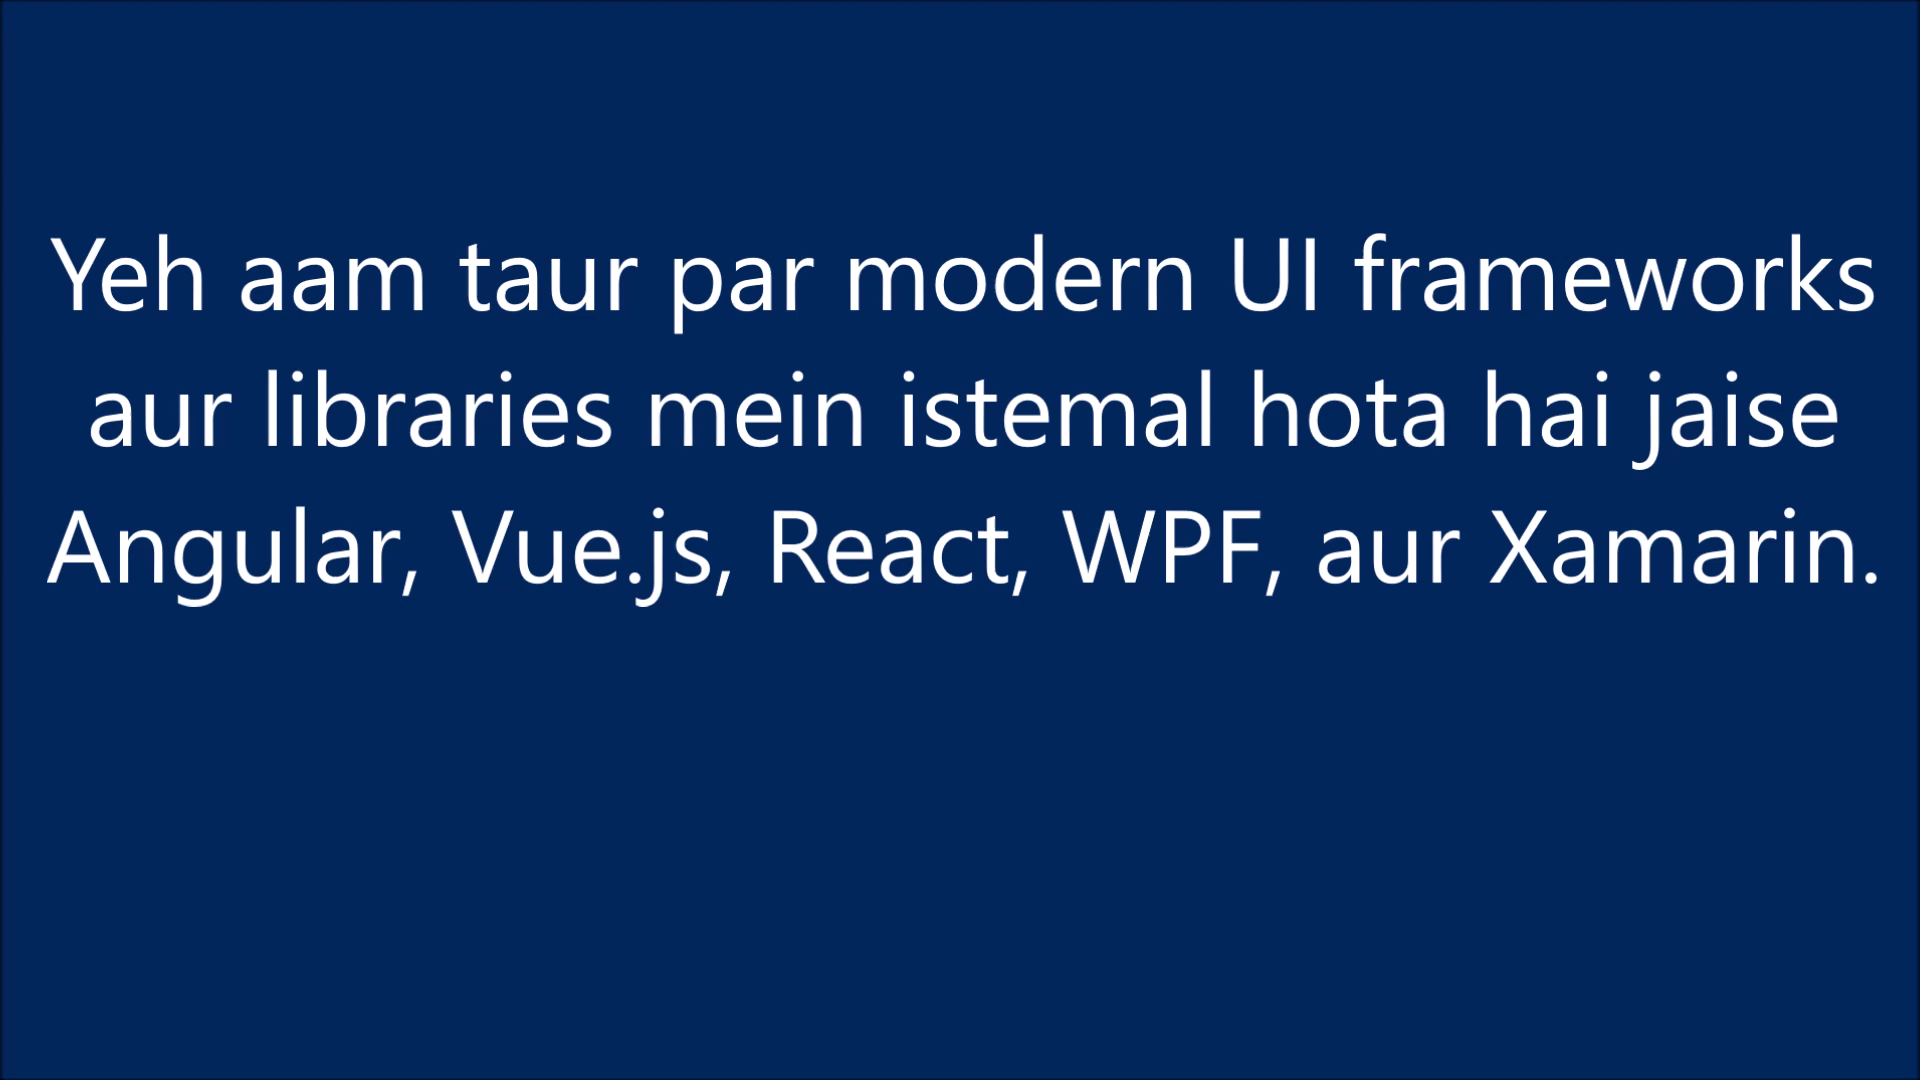 Yeh aam taur par modern UI frameworks
aur libraries mein istemal hota hai jaise
Angular, Vue.js, React, WPF, aur Xamarin.